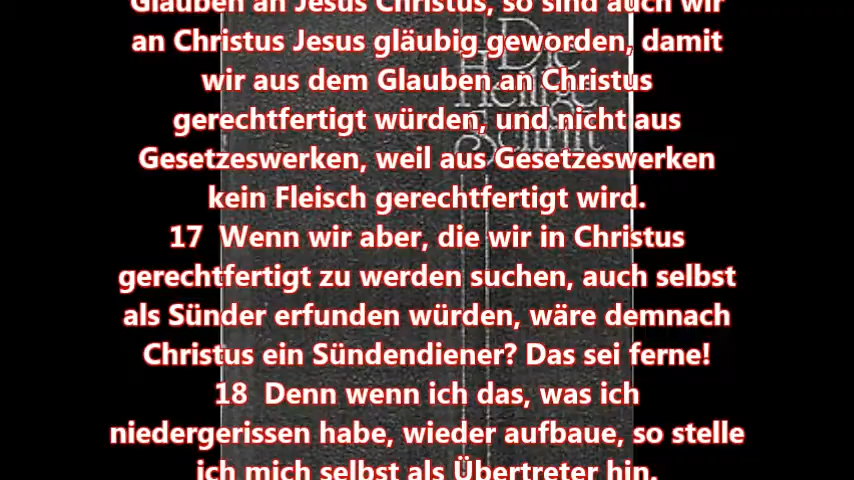 Glauben an Jesus Christus, so sind auch wir
an Christus Jesus gläubig geworden, damit
wir aus dem Glauben an Christus
gerechtfertigt würden, und nicht aus
Gesetzeswerken, weil aus Gesetzeswerken
kein Fleisch gerechtfertigt wird.
17  Wenn wir aber, die wir in Christus
gerechtfertigt zu werden suchen, auch selbst
als Sünder erfunden würden, wäre demnach
Christus ein Sündendiener? Das sei ferne!
18  Denn wenn ich das, was ich
niedergerissen habe, wieder aufbaue, so stelle
ich mich selbst als Übertreter hin.
Die
Heilige
Schrift